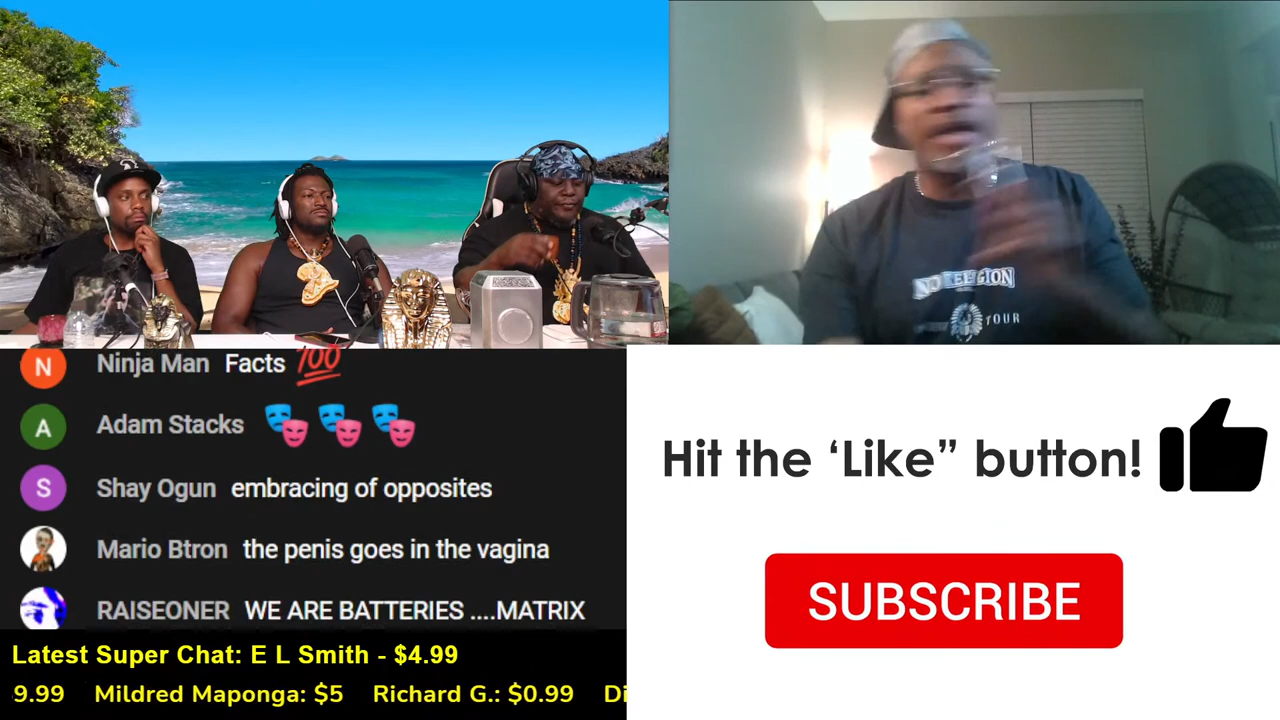 NO RELIGION
TOUR
N Ninja Man Facts 💯
A Adam Stacks 🎭 🎭 🎭
S Shay Ogun embracing of opposites
Mario Btron the penis goes in the vagina
RAISEONER WE ARE BATTERIES ....MATRIX
Latest Super Chat: E L Smith - $4.99
9.99 Mildred Maponga: $5 Richard G.: $0.99 Di
Hit the ‘Like” button!
SUBSCRIBE